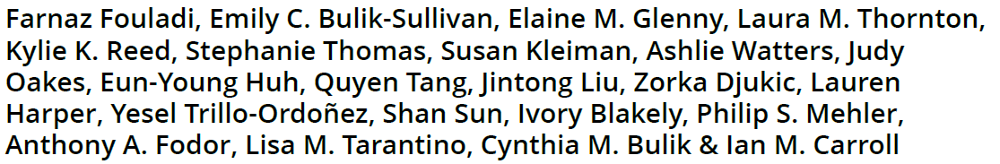 Farnaz Fouladi, Emily C. Bulik-Sullivan, Elaine M. Glenny, Laura M. Thornton,
Kylie K. Reed, Stephanie Thomas, Susan Kleiman, Ashlie Watters, Judy
Oakes, Eun-Young Huh, Quyen Tang, Jintong Liu, Zorka Djukic, Lauren
Harper, Yesel Trillo-Ordoñez, Shan Sun, Ivory Blakely, Philip S. Mehler,
Anthony A. Fodor, Lisa M. Tarantino, Cynthia M. Bulik & Ian M. Carroll